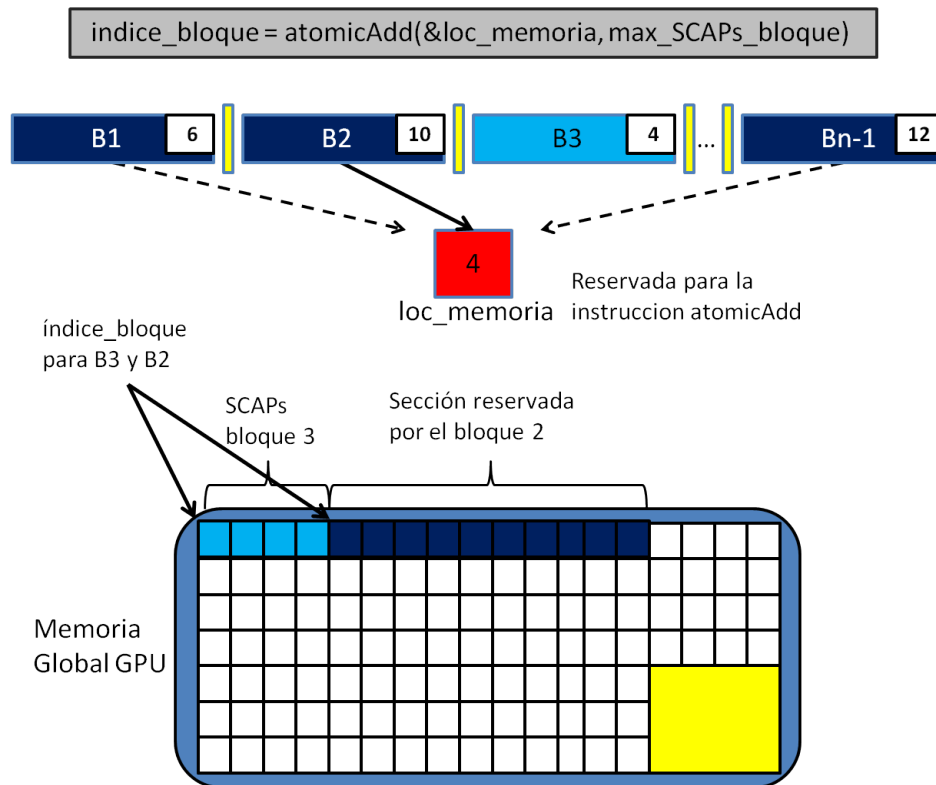 indice_bloque = atomicAdd(&loc_memoria, max_SCAPs_bloque)
B1 6 B2 10 B3 4 ... Bn-1 12
4
loc_memoria
Reservada para la
instruccion atomicAdd
índice_bloque
para B3 y B2
SCAPs
bloque 3
Sección reservada
por el bloque 2
Memoria
Global GPU